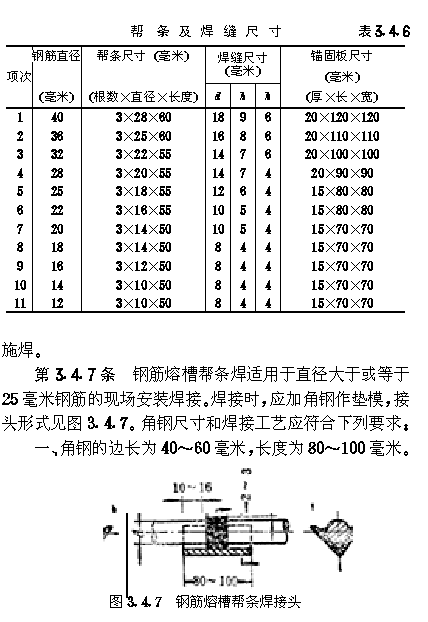 帮条及焊缝尺寸 表3.4.6
项次 钢筋直径 (毫米) 帮条尺寸(毫米) (根数×直径×长度) 焊缝尺寸 (毫米) d h h 锚固板尺寸 (毫米) (厚×长×宽)
1 40 3×28×60 18 9 6 20×120×120
2 36 3×25×60 16 8 6 20×110×110
3 32 3×22×55 14 7 6 20×100×100
4 28 3×20×55 14 7 4 20×90×90
5 25 3×18×55 12 6 4 15×80×80
6 22 3×16×55 10 5 4 15×80×80
7 20 3×14×50 10 5 4 15×70×70
8 18 3×14×50 8 4 4 15×70×70
9 16 3×12×50 8 4 4 15×70×70
10 14 3×10×50 8 4 4 15×70×70
11 12 3×10×50 8 4 4 15×70×70
施焊。
第3.4.7条 钢筋熔槽帮条焊适用于直径大于或等于
25毫米钢筋的现场安装焊接。焊接时,应加角钢作垫模,接
头形式见图3.4.7。角钢尺寸和焊接工艺应符合下列要求:
一、角钢的边长为40～60毫米,长度为80～100毫米。
10～16
2～3
80～100
图3.4.7 钢筋熔槽帮条焊接头